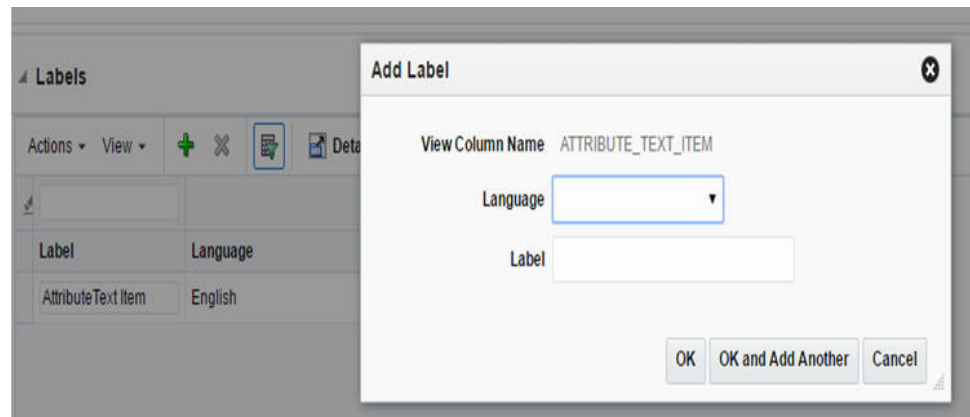 Labels
Actions View Deta
Label Language
AttributeText Item English
Add Label
View Column Name ATTRIBUTE_TEXT_ITEM
Language
Label
OK OK and Add Another Cancel